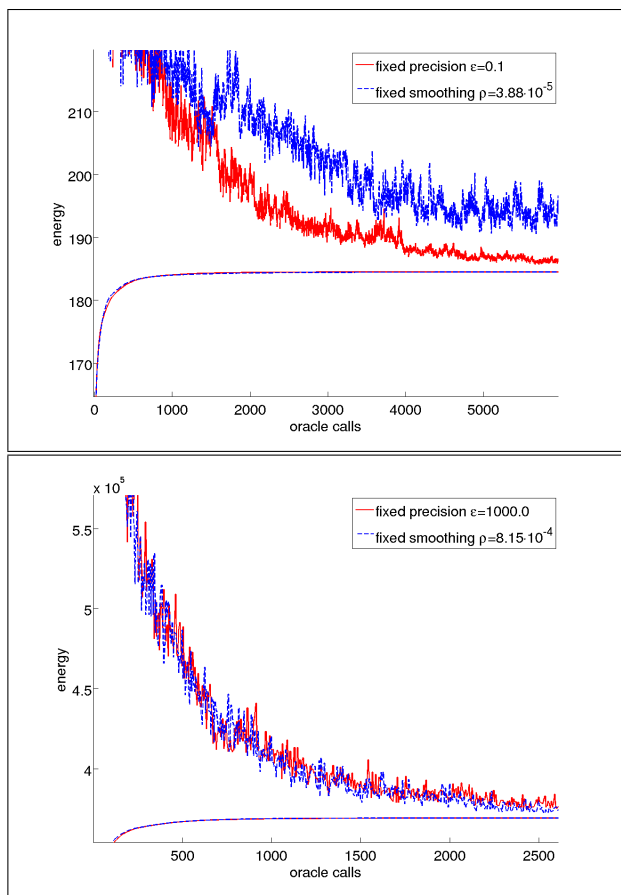 fixed precision ε=0.1
fixed smoothing ρ=3.88·10⁻⁵
210
200
190
180
170
energy
0 1000 2000 3000 4000 5000
oracle calls
x 10⁵
fixed precision ε=1000.0
fixed smoothing ρ=8.15·10⁻⁴
5.5
5
4.5
4
energy
500 1000 1500 2000 2500
oracle calls